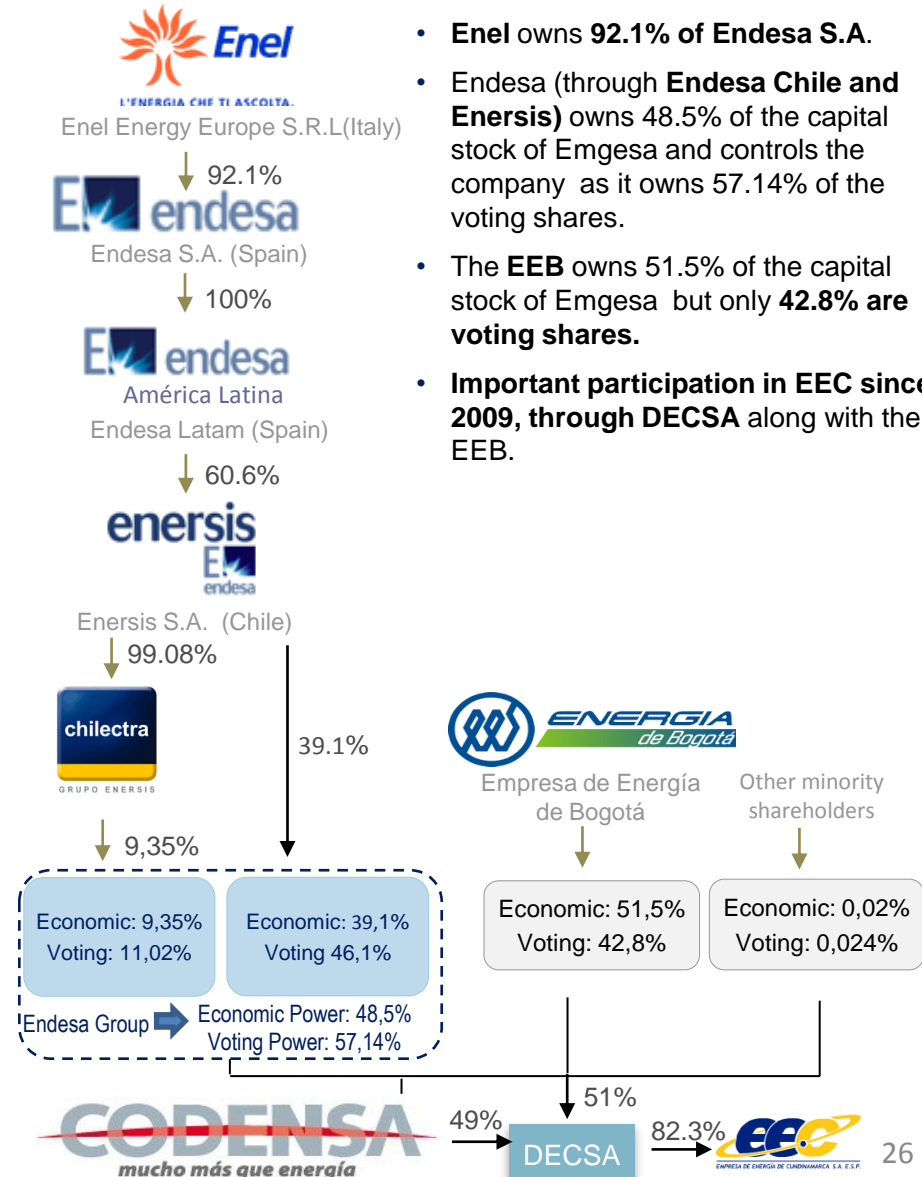 Enel
L'ENERGIA CHE TI ASCOLTA.
Enel Energy Europe S.R.L(Italy)
92.1%
endesa
Endesa S.A. (Spain)
100%
endesa
América Latina
Endesa Latam (Spain)
60.6%
enersis
endesa
Enersis S.A. (Chile)
99.08%
chilectra
GRUPO ENERSIS
39.1%
9,35%
• Enel owns 92.1% of Endesa S.A.
• Endesa (through Endesa Chile and
Enersis) owns 48.5% of the capital
stock of Emgesa and controls the
company as it owns 57.14% of the
voting shares.
• The EEB owns 51.5% of the capital
stock of Emgesa but only 42.8% are
voting shares.
• Important participation in EEC since
2009, through DECSA along with the
EEB.
ENERGIA
de Bogotá
Empresa de Energía
de Bogotá
Other minority
shareholders
Economic: 9,35%
Voting: 11,02%
Economic: 39,1%
Voting 46,1%
Endesa Group
Economic Power: 48,5%
Voting Power: 57,14%
Economic: 51,5%
Voting: 42,8%
Economic: 0,02%
Voting: 0,024%
CODENSA
mucho más que energía
49%
51%
DECSA
82.3%
eec
EMPRESA DE ENERGÍA DE CUNDINAMARCA S.A. E.S.P.
26